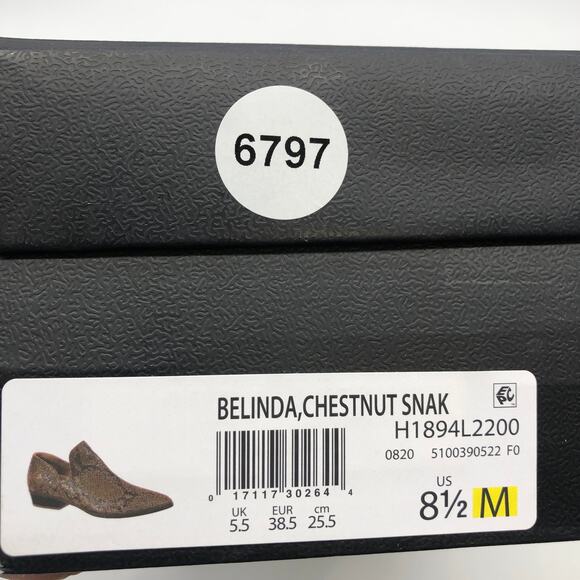 6797
BELINDA,CHESTNUT SNAK
H1894L2200
0820 5100390522 F0
0 17117 30264 4
UK EUR cm
5.5 38.5 25.5
US
8½ M